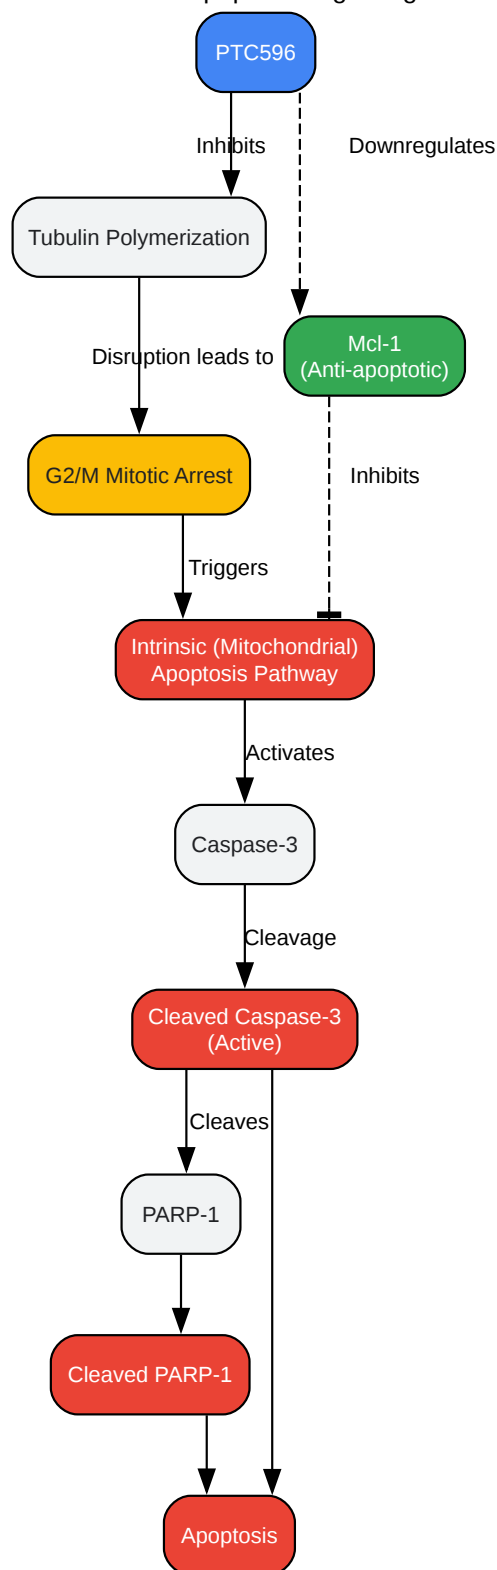 PTC596
Inhibits
Downregulates
Tubulin Polymerization
Mcl-1
(Anti-apoptotic)
Disruption leads to
G2/M Mitotic Arrest
Inhibits
Triggers
Intrinsic (Mitochondrial)
Apoptosis Pathway
Activates
Caspase-3
Cleavage
Cleaved Caspase-3
(Active)
Cleaves
PARP-1
Cleaved PARP-1
Apoptosis